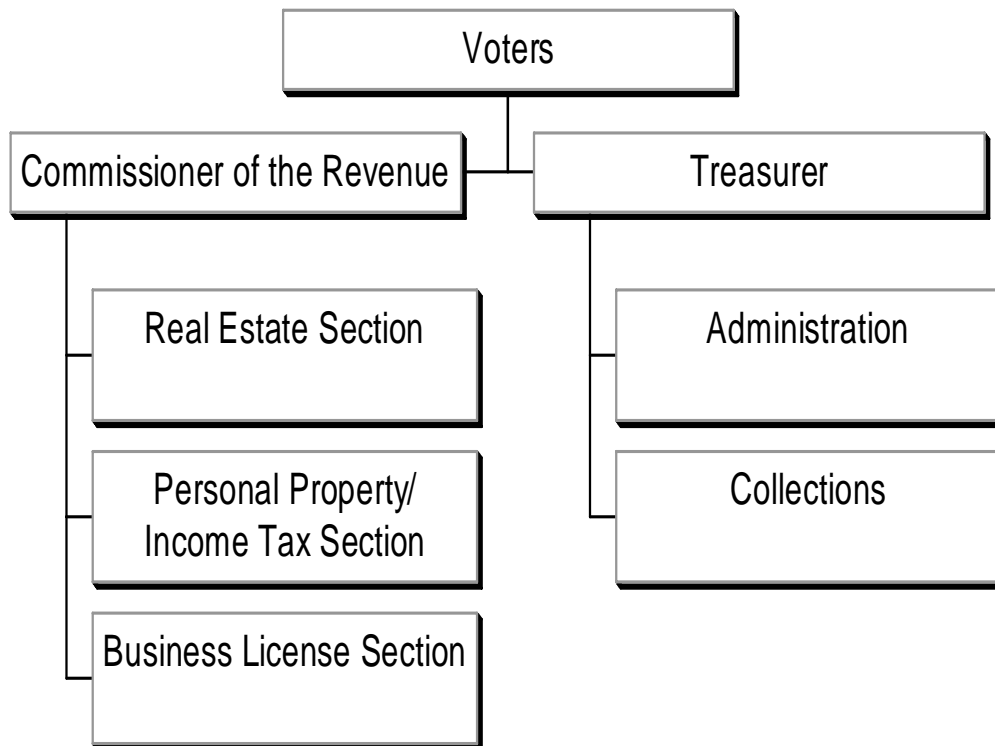 Voters
Commissioner of the Revenue
Treasurer
Real Estate Section
Administration
Personal Property/
Income Tax Section
Collections
Business License Section